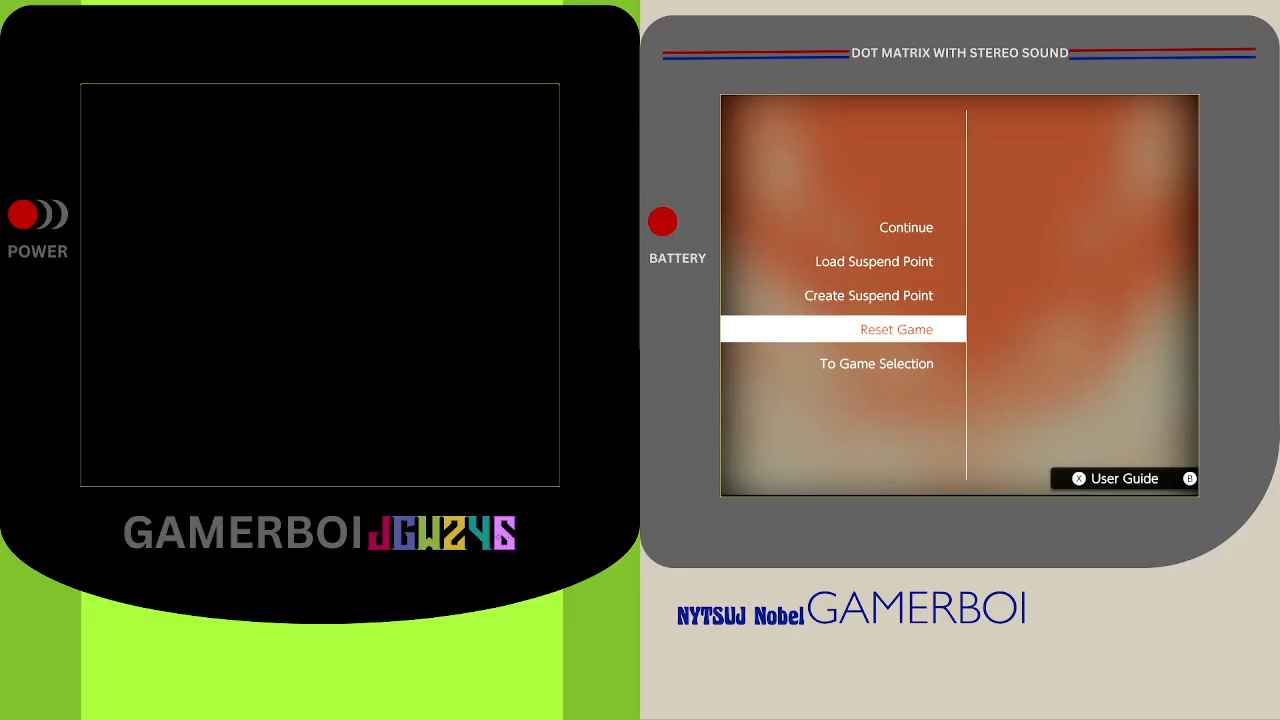 POWER
GAMERBOI JGWZ46
DOT MATRIX WITH STEREO SOUND
BATTERY
Continue
Load Suspend Point
Create Suspend Point
Reset Game
To Game Selection
X User Guide B
NYTSUJ Nobel GAMERBOI